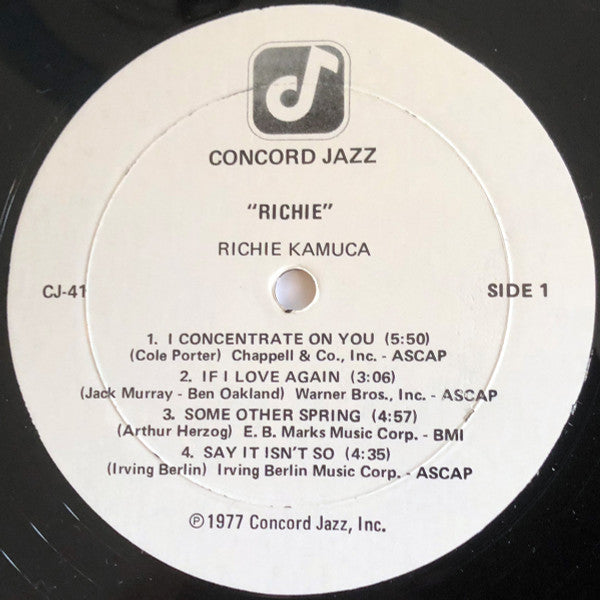 CONCORD JAZZ
"RICHIE"
RICHIE KAMUCA
CJ-41
SIDE 1
1. I CONCENTRATE ON YOU (5:50)
(Cole Porter) Chappell & Co., Inc. - ASCAP
2. IF I LOVE AGAIN (3:06)
(Jack Murray - Ben Oakland) Warner Bros., Inc. - ASCAP
3. SOME OTHER SPRING (4:57)
(Arthur Herzog) E. B. Marks Music Corp. - BMI
4. SAY IT ISN'T SO (4:35)
(Irving Berlin) Irving Berlin Music Corp. - ASCAP
℗1977 Concord Jazz, Inc.